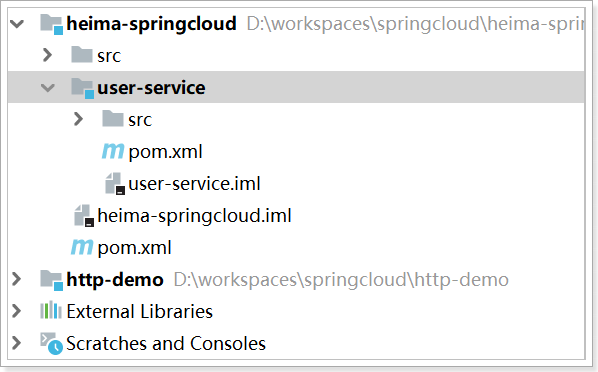 heima-springcloud D:\workspaces\springcloud\heima-sprin
src
user-service
src
pom.xml
user-service.iml
heima-springcloud.iml
pom.xml
http-demo D:\workspaces\springcloud\http-demo
External Libraries
Scratches and Consoles